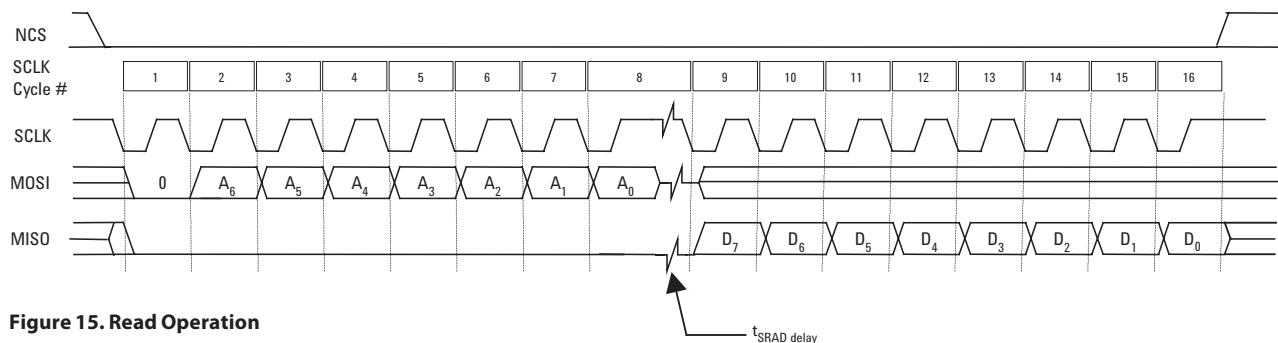 NCS
SCLK
Cycle #
1 2 3 4 5 6 7 8 9 10 11 12 13 14 15 16
SCLK
MOSI 0 A6 A5 A4 A3 A2 A1 A0
MISO D7 D6 D5 D4 D3 D2 D1 D0
Figure 15. Read Operation
tSRAD delay